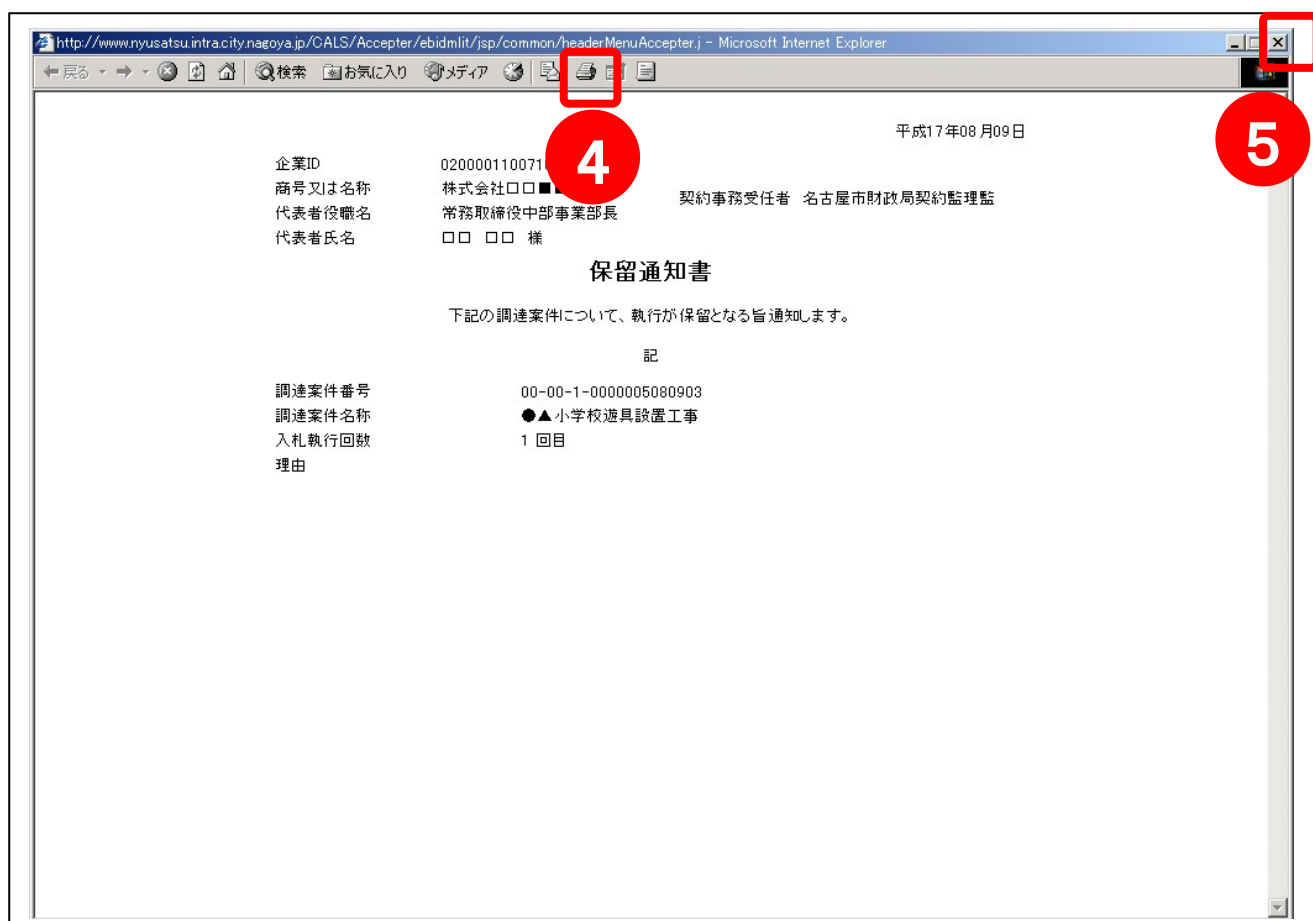 http://www.nyusatsu.intra.city.nagoya.jp/CALS/Accepter/ebidmlit/jsp/common/headerMenuAccepter.j - Microsoft Internet Explorer
戻る 検索 お気に入り メディア
4
5
平成17年08月09日
企業ID 020000110071
商号又は名称 株式会社□□■
代表者役職名 常務取締役中部事業部長
代表者氏名 □□ □□ 様
契約事務受任者 名古屋市財政局契約監理監
保留通知書
下記の調達案件について、執行が保留となる旨通知します。
記
調達案件番号 00-00-1-0000005080903
調達案件名称 ●▲小学校遊具設置工事
入札執行回数 1 回目
理由